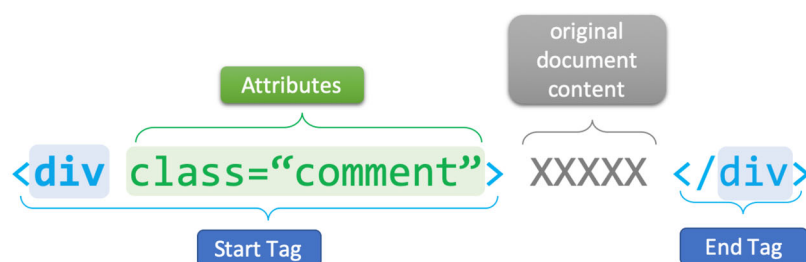 original
document
content
Attributes
<div class=“comment”> XXXXX </div>
Start Tag
End Tag